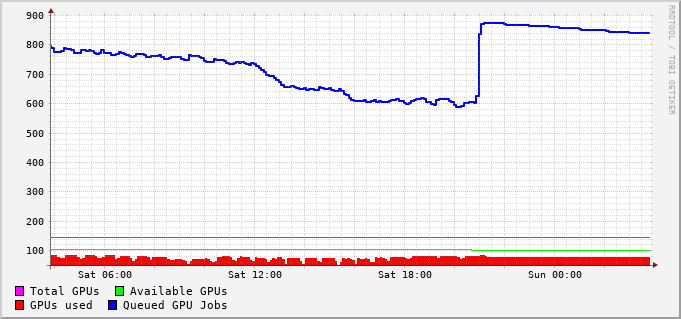 900
800
700
600
500
400
300
200
100
Sat 06:00 Sat 12:00 Sat 18:00 Sun 00:00
Total GPUs Available GPUs
GPUs used Queued GPU Jobs
RRDTOOL / TOBI OETIKER